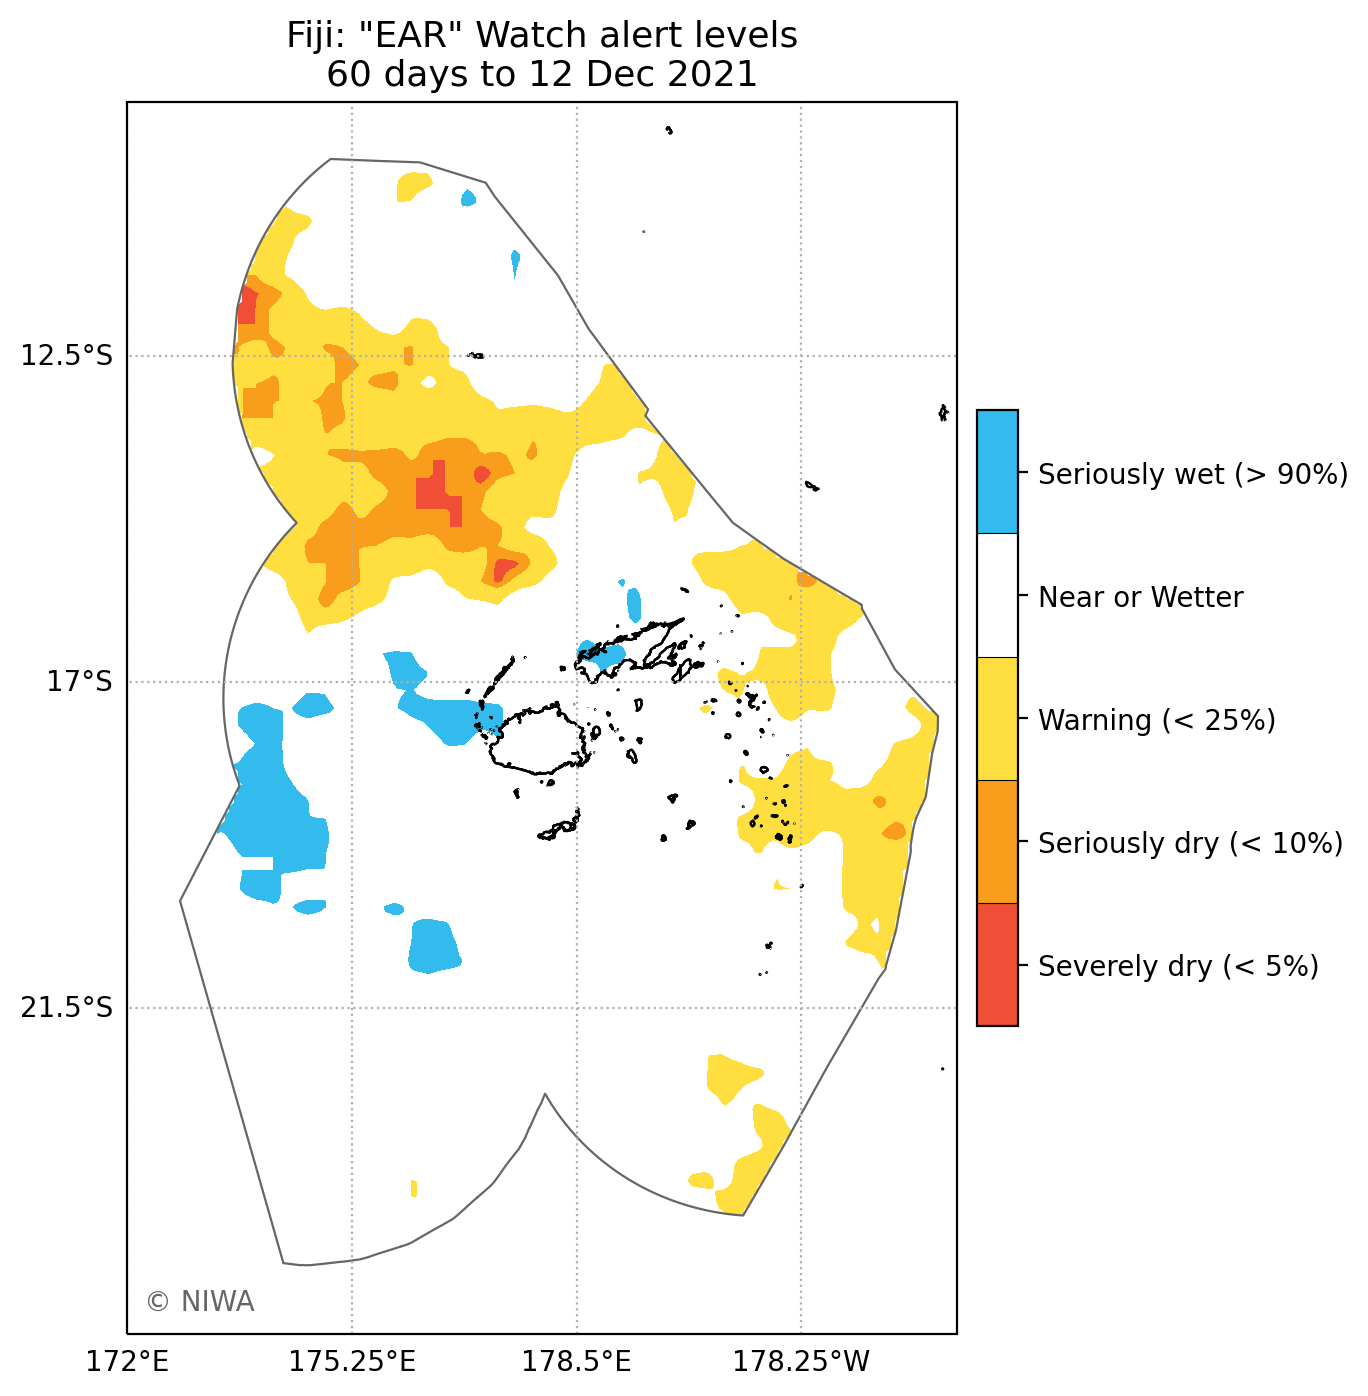 Fiji: "EAR" Watch alert levels
60 days to 12 Dec 2021
12.5°S
17°S
21.5°S
172°E
175.25°E
178.5°E
178.25°W
Seriously wet (> 90%)
Near or Wetter
Warning (< 25%)
Seriously dry (< 10%)
Severely dry (< 5%)
© NIWA